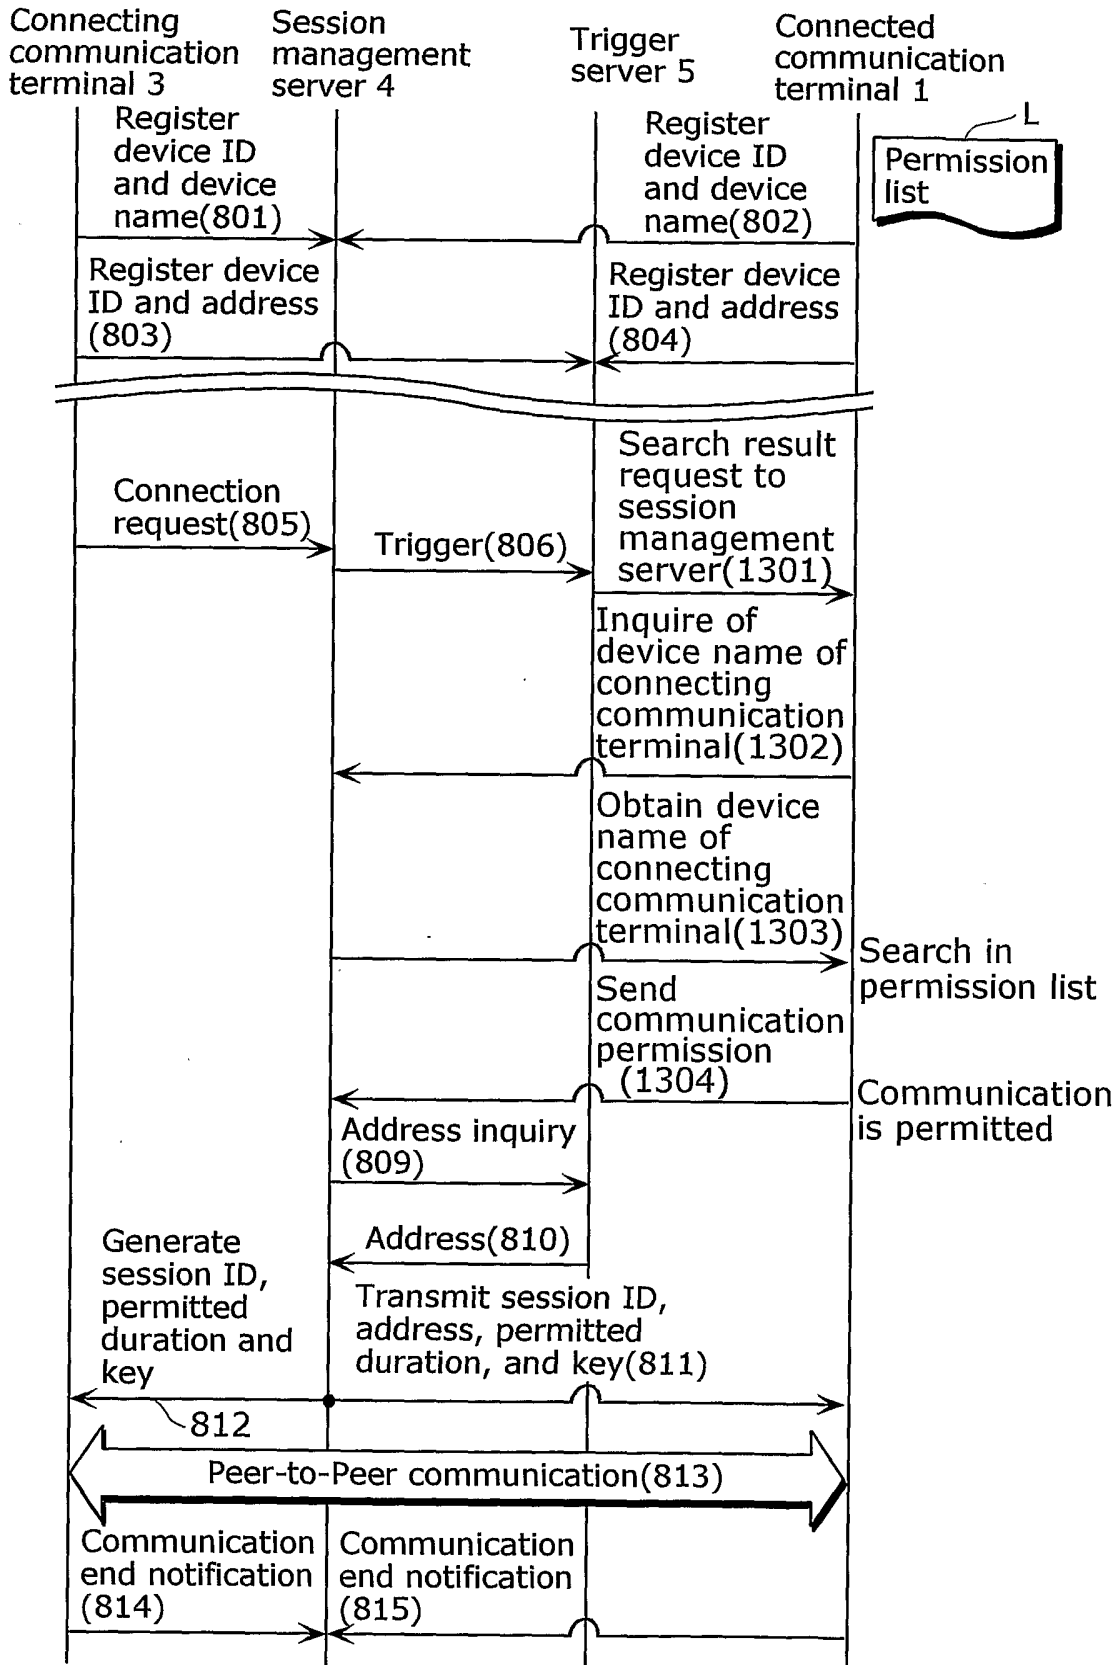 Connecting
communication
terminal 3
Session
management
server 4
Trigger
server 5
Connected
communication
terminal 1
L
Permission
list
Register
device ID
and device
name(801)
Register
device ID
and device
name(802)
Register device
ID and address
(803)
Register device
ID and address
(804)
Connection
request(805)
Trigger(806)
Search result
request to
session
management
server(1301)
Inquire of
device name of
connecting
communication
terminal(1302)
Obtain device
name of
connecting
communication
terminal(1303)
Search in
permission list
Send
communication
permission
(1304)
Communication
is permitted
Address inquiry
(809)
Address(810)
Generate
session ID,
permitted
duration and
key
Transmit session ID,
address, permitted
duration, and key(811)
812
Peer-to-Peer communication(813)
Communication
end notification
(814)
Communication
end notification
(815)